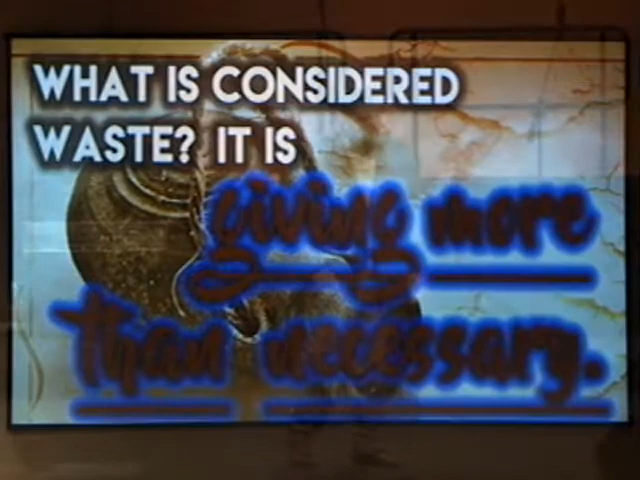 WHAT IS CONSIDERED
WASTE? IT IS
giving more
than necessary.